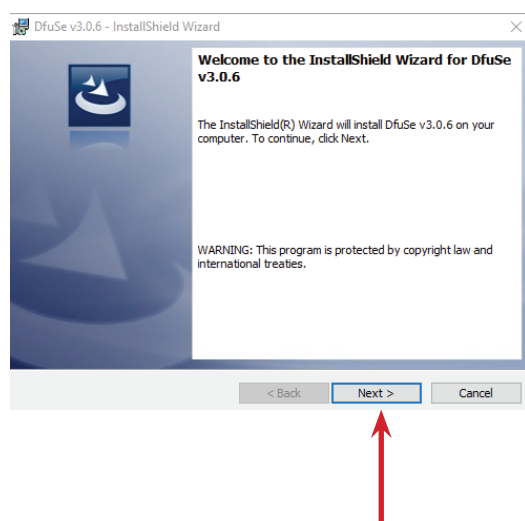 DfuSe v3.0.6 - InstallShield Wizard
Welcome to the InstallShield Wizard for DfuSe
v3.0.6
The InstallShield(R) Wizard will install DfuSe v3.0.6 on your
computer. To continue, click Next.
WARNING: This program is protected by copyright law and
international treaties.
< Back Next > Cancel